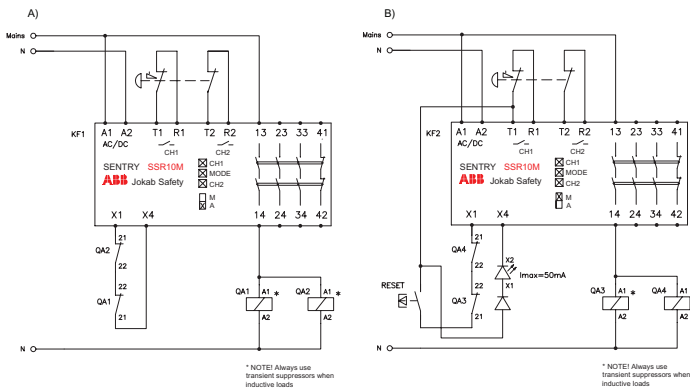 A)
Mains
N
KF1
A1 A2 T1 R1 T2 R2 13 23 33 41
AC/DC
CH1
CH2
SENTRY SSR10M
ABB Jokab Safety
CH1
MODE
CH2
M
A
X1 X4 14 24 34 42
21
QA2
22
22
QA1
21
QA1 A1 * QA2 A1 *
A2 A2
N
* NOTE! Always use
transient suppressors when
inductive loads
B)
Mains
N
KF2
A1 A2 T1 R1 T2 R2 13 23 33 41
AC/DC
CH1
CH2
SENTRY SSR10M
ABB Jokab Safety
CH1
MODE
CH2
M
A
X1 X4 14 24 34 42
21
QA4
22
X2
Imax=50mA
X1
RESET
22
QA3
21
QA3 A1 * QA4 A1
A2 A2
N
* NOTE! Always use
transient suppressors when
inductive loads